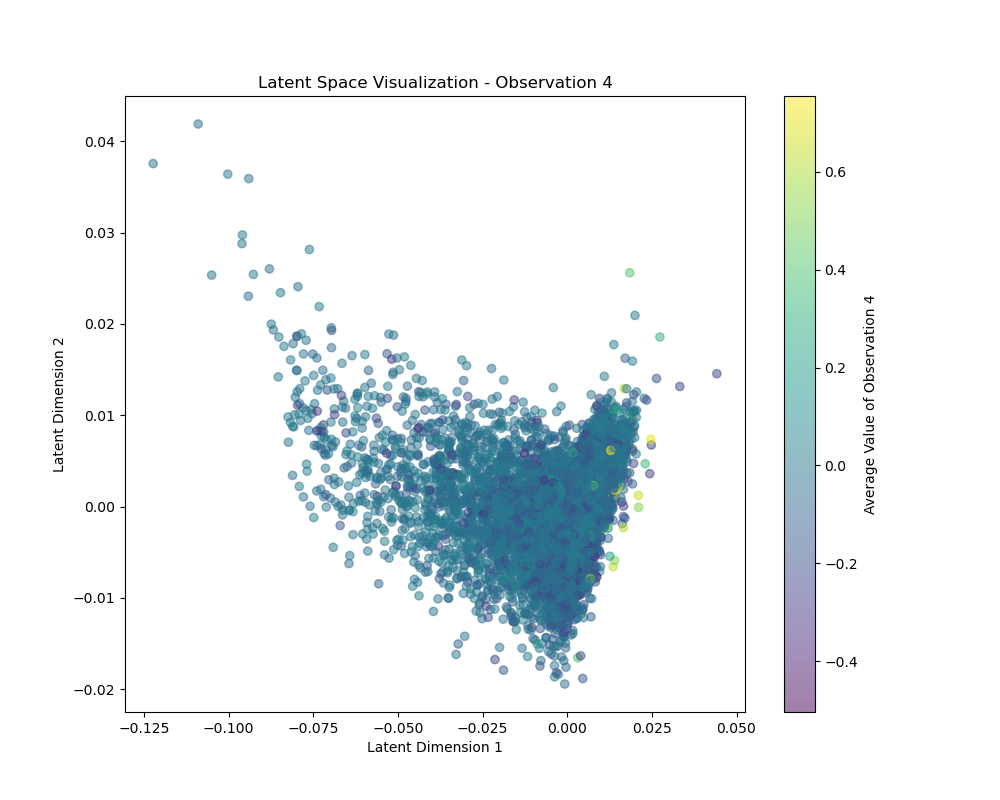 Latent Space Visualization - Observation 4
0.04
0.03
0.02
0.01
0.00
−0.01
−0.02
Latent Dimension 2
−0.125 −0.100 −0.075 −0.050 −0.025 0.000 0.025 0.050
Latent Dimension 1
0.6
0.4
0.2
0.0
−0.2
−0.4
Average Value of Observation 4